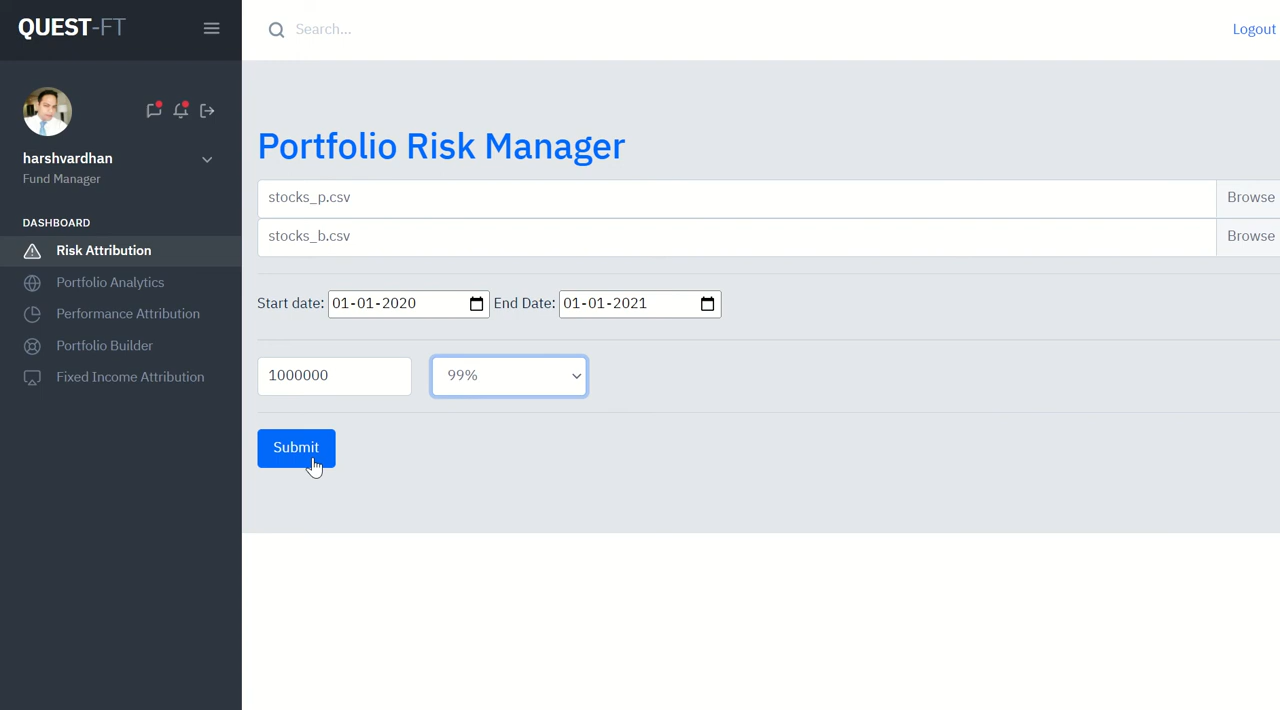 QUEST-FT
Search...
Logout
harshvardhan
Fund Manager
DASHBOARD
Risk Attribution
Portfolio Analytics
Performance Attribution
Portfolio Builder
Fixed Income Attribution
Portfolio Risk Manager
stocks_p.csv Browse
stocks_b.csv Browse
Start date: 01-01-2020 End Date: 01-01-2021
1000000 99%
Submit